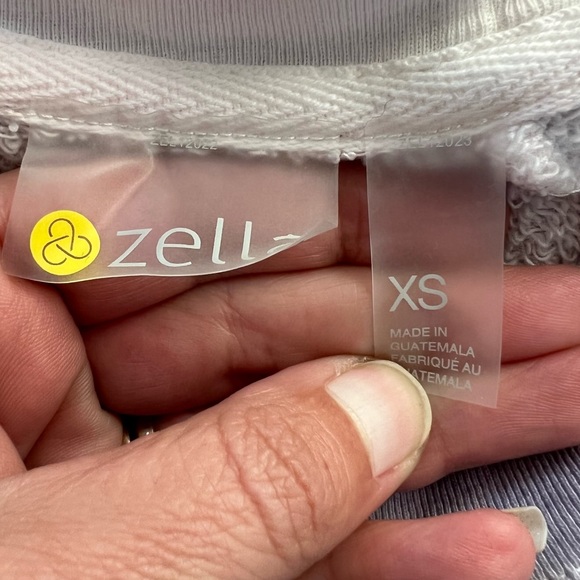 zella
XS
MADE IN
GUATEMALA
FABRIQUÉ AU
GUATEMALA